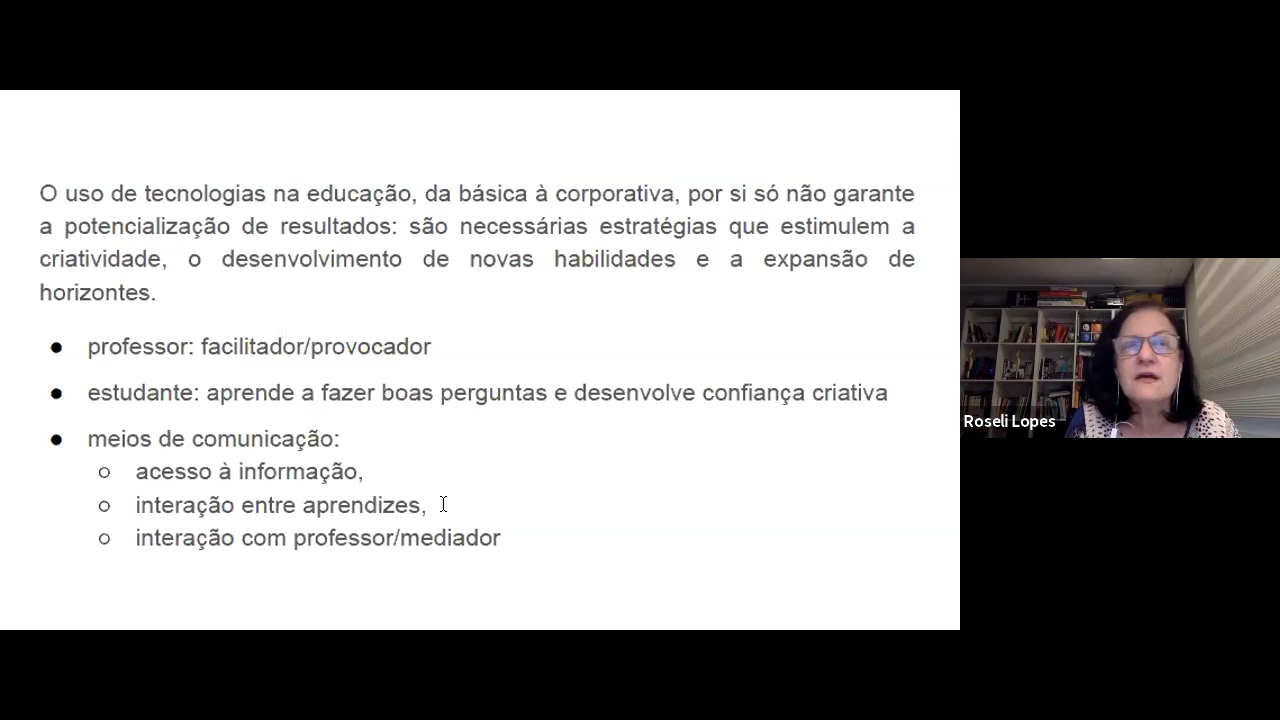 O uso de tecnologias na educação, da básica à corporativa, por si só não garante
a potencialização de resultados: são necessárias estratégias que estimulem a
criatividade, o desenvolvimento de novas habilidades e a expansão de
horizontes.
● professor: facilitador/provocador
● estudante: aprende a fazer boas perguntas e desenvolve confiança criativa
● meios de comunicação:
○ acesso à informação,
○ interação entre aprendizes,
○ interação com professor/mediador
Roseli Lopes